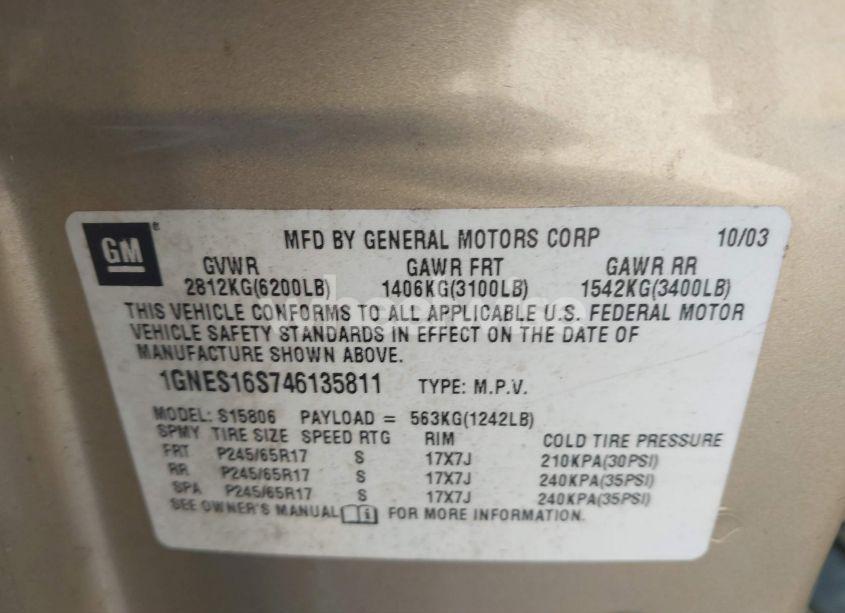 GM ® MFD BY GENERAL MOTORS CORP 10/03
GVWR GAWR FRT GAWR RR
2812KG(6200LB) 1406KG(3100LB) 1542KG(3400LB)
THIS VEHICLE CONFORMS TO ALL APPLICABLE U.S. FEDERAL MOTOR
VEHICLE SAFETY STANDARDS IN EFFECT ON THE DATE OF
MANUFACTURE SHOWN ABOVE.
1GNES16S746135811 TYPE: M.P.V.
MODEL: S15806 PAYLOAD = 563KG(1242LB)
SPMY TIRE SIZE SPEED RTG RIM COLD TIRE PRESSURE
FRT P245/65R17 S 17X7J 210KPA(30PSI)
RR P245/65R17 S 17X7J 240KPA(35PSI)
SPA P245/65R17 S 17X7J 240KPA(35PSI)
SEE OWNER'S MANUAL i FOR MORE INFORMATION.